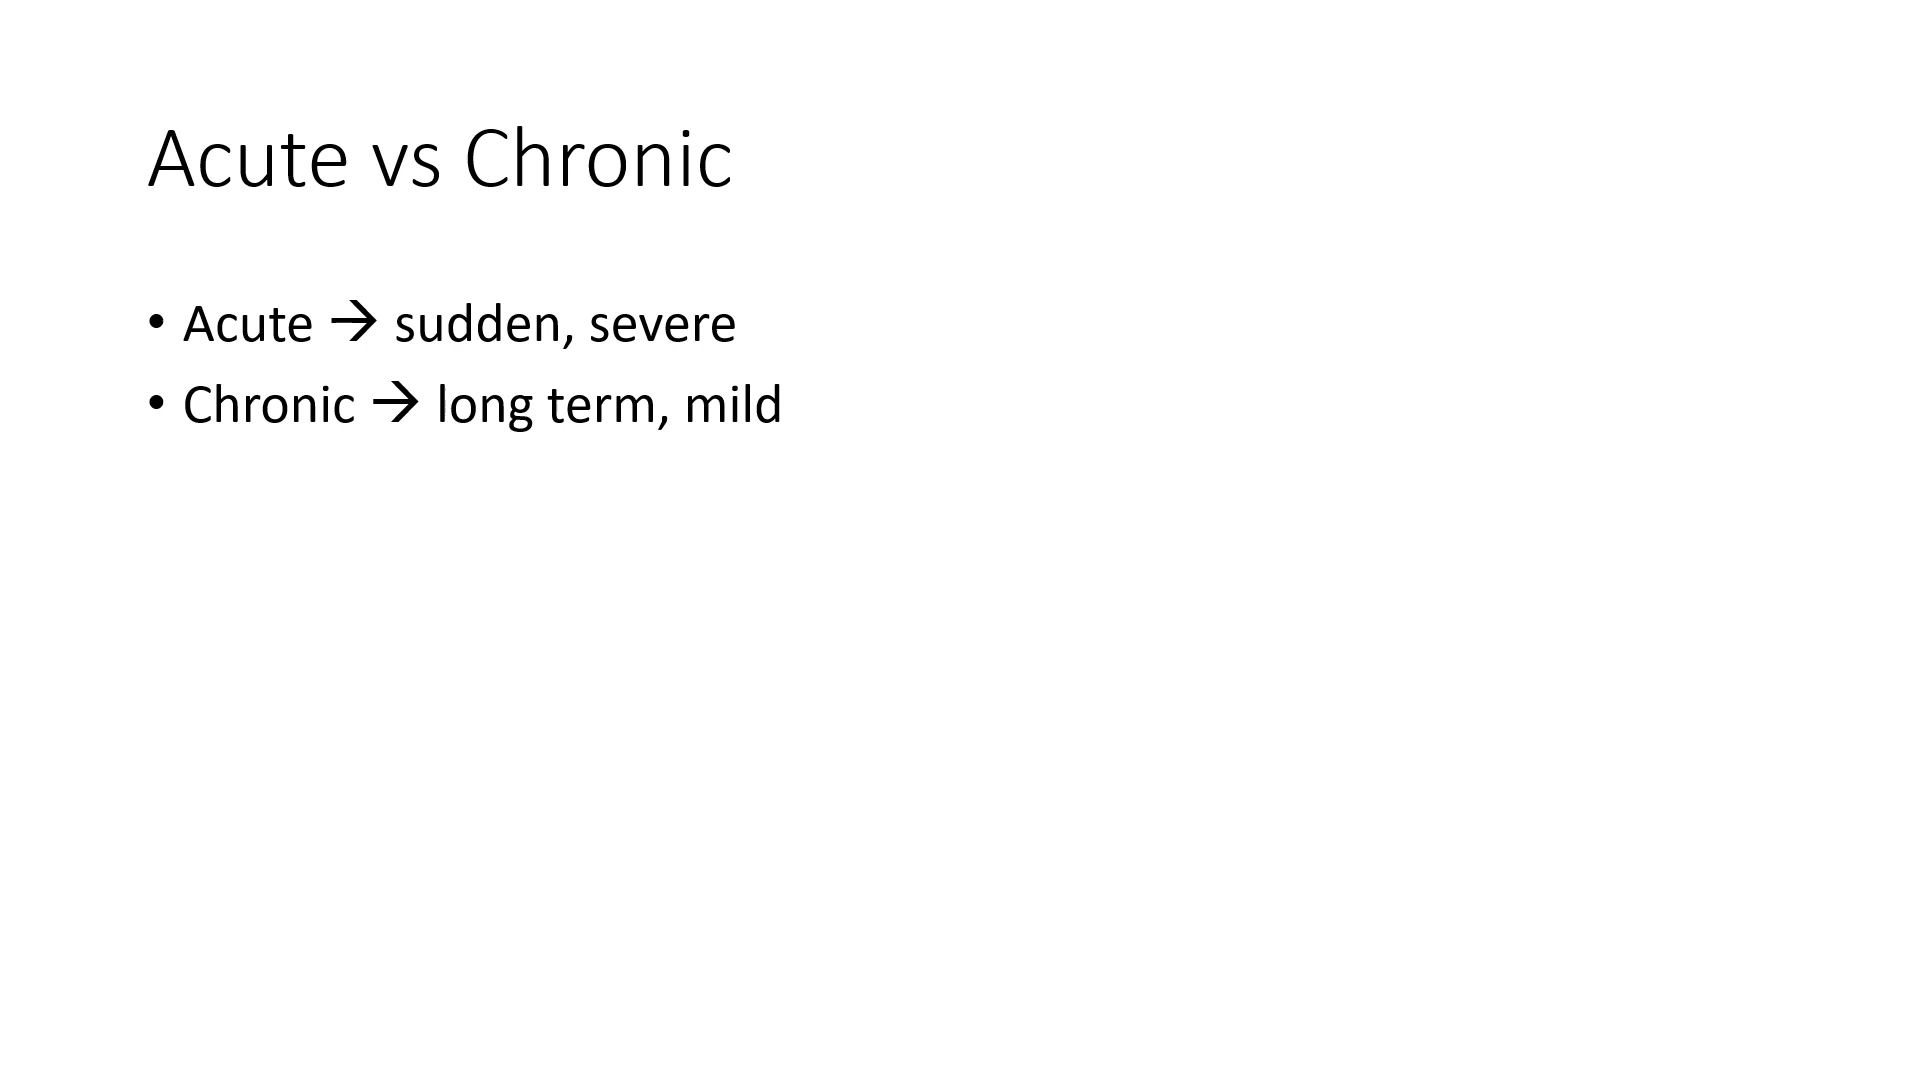 Acute vs Chronic
• Acute → sudden, severe
• Chronic → long term, mild